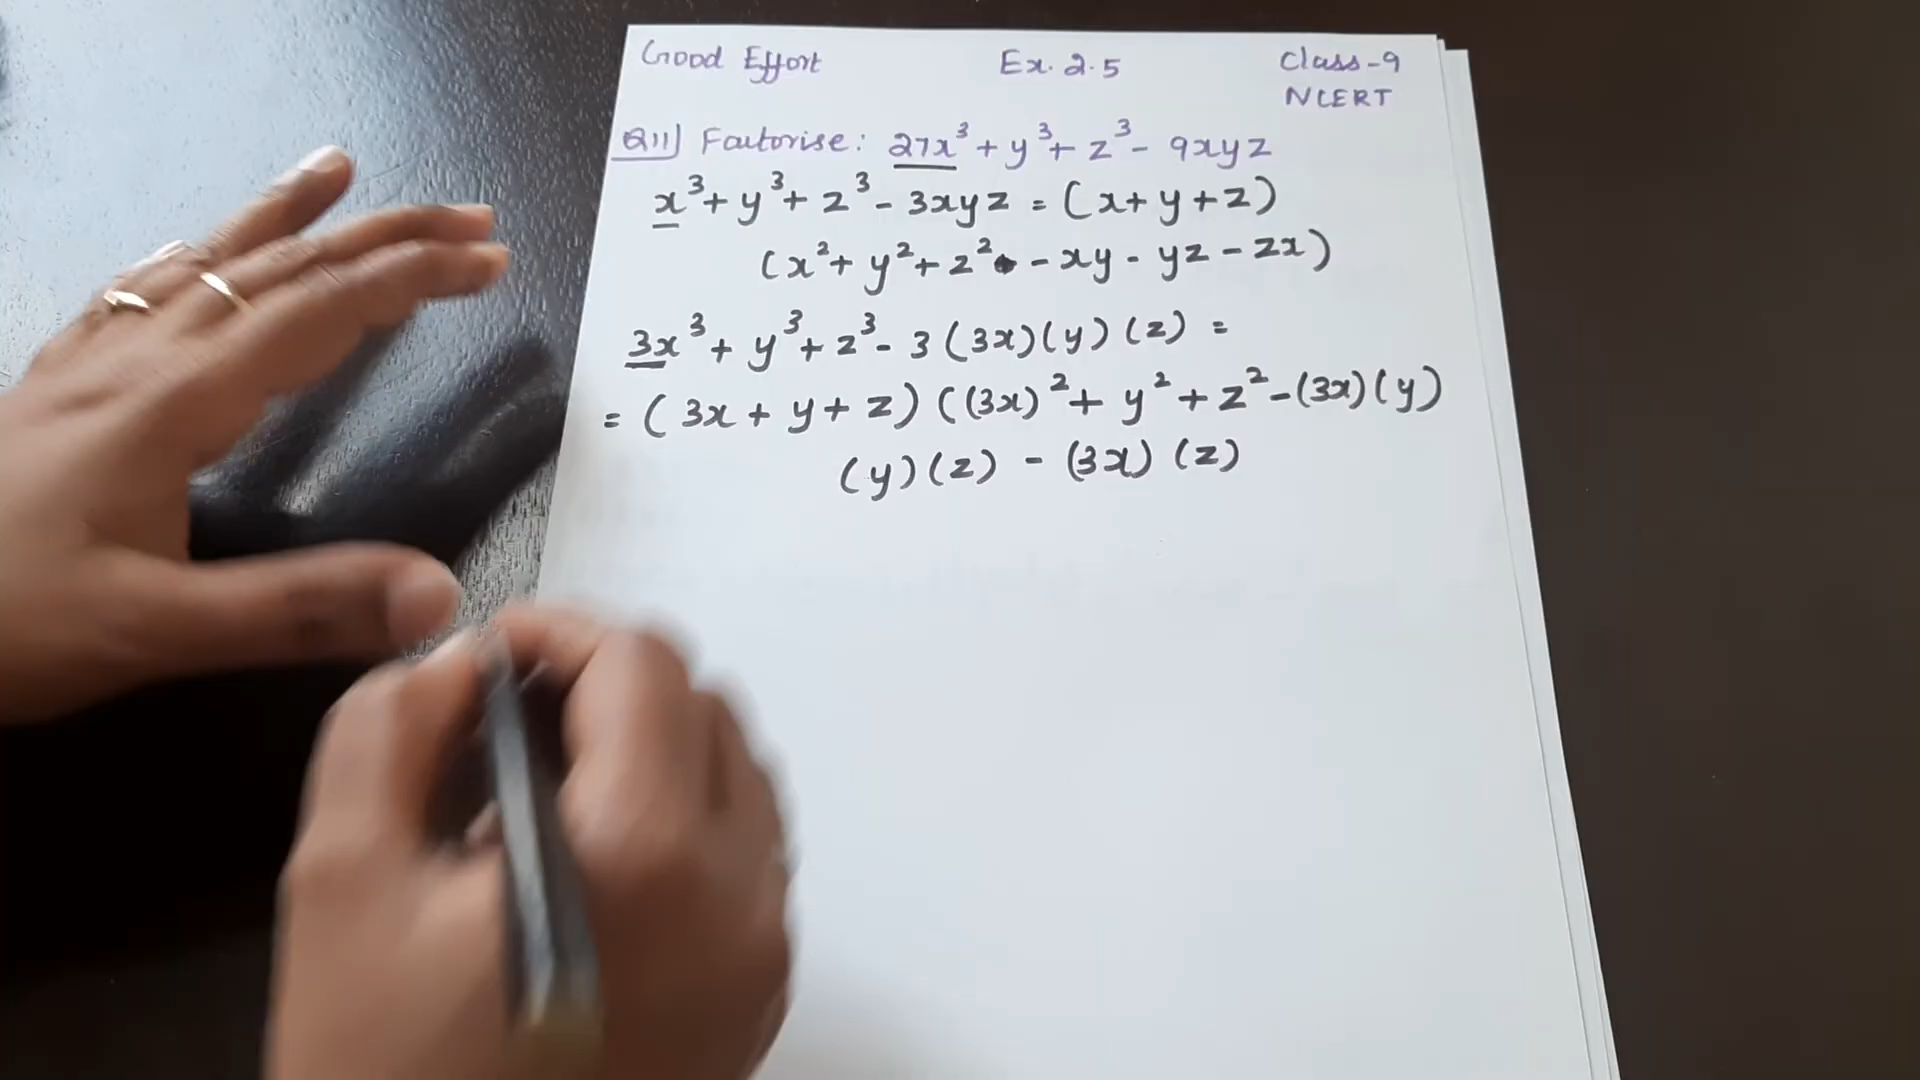 Good Effort Ex. 2.5 Class-9
NCERT
Q11) Factorise: 27x³ + y³ + z³ - 9xyz
x³ + y³ + z³ - 3xyz = (x + y + z)
(x² + y² + z² - xy - yz - zx)
3x³ + y³ + z³ - 3 (3x)(y)(z) =
= (3x + y + z) ((3x)² + y² + z² - (3x)(y)
(y)(z) - (3x)(z)